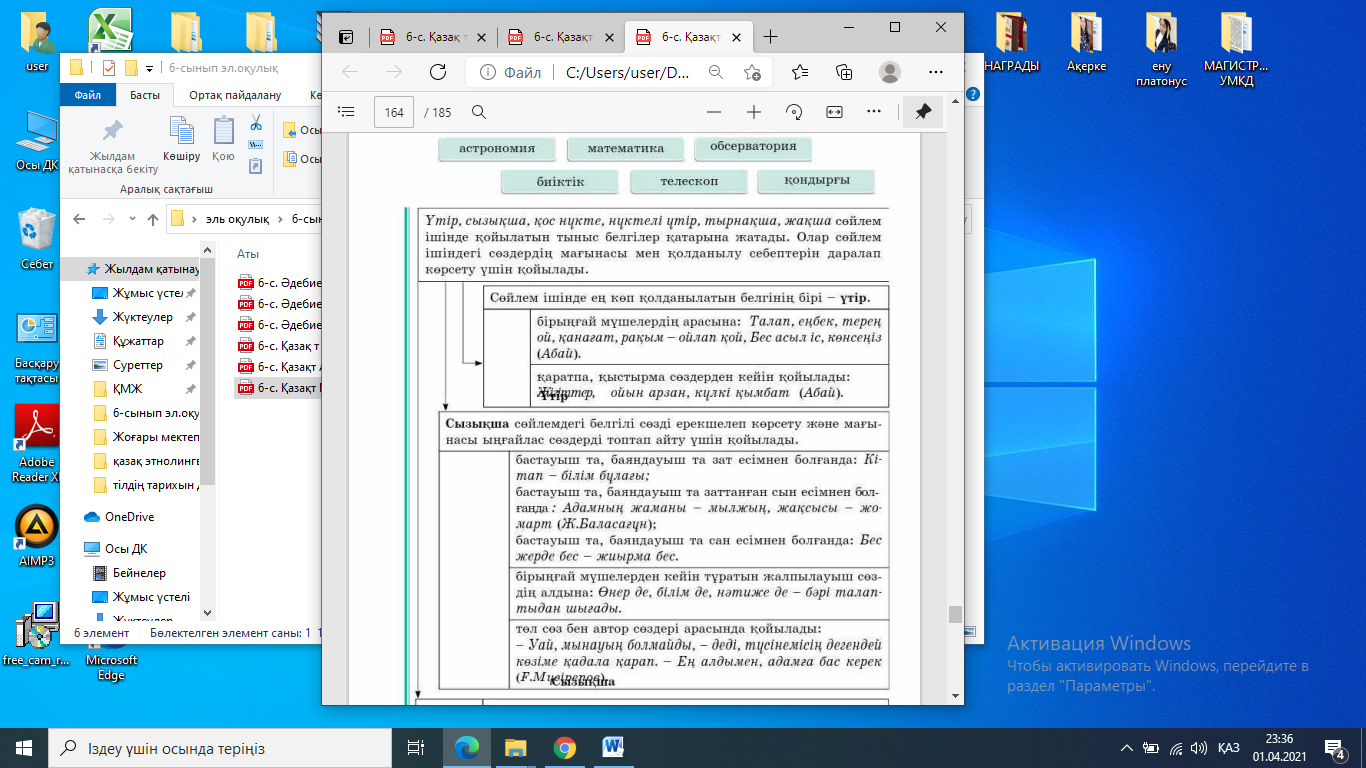 user
Осы ДК
Себет
Басқару
тақтасы
Adobe
Reader XI
AIMP3
free_cam_r...
Microsoft
Edge
6-сынып эл.оқулық
Файл
Басты
Ортақ пайдалану
Жылдам
қатынасқа бекіту
Көшіру
Қою
Осы
Осы
Аралық сақтағыш
эль оқулық
6-сын
Аты
Жылдам қатынау
Жұмыс үстел
Жүктеулер
Құжаттар
Суреттер
ҚМЖ
6-сынып эл.оқу
Жоғары мектеп
қазақ этнолингв
тілдің тарихын д
OneDrive
Осы ДК
Бейнелер
Жұмыс үстелі
Жүктеулер
6-с. Әдебие
6-с. Әдебие
6-с. Әдебие
6-с. Қазақ т
6-с. Қазақт А
6-с. Қазақт М
6 элемент
Бөлектелген элемент саны: 1
6-с. Қазақ т
6-с. Қазақт
6-с. Қазақт
Файл
C:/Users/user/D...
164
/ 185
астрономия
математика
обсерватория
биіктік
телескоп
қондырғы
Үтір, сызықша, қос нүкте, нүктелі үтір, тырнақша, жақша сөйлем
ішінде қойылатын тыныс белгілер қатарына жатады. Олар сөйлем
ішіндегі сөздердің мағынасы мен қолданылу себептерін даралап
көрсету үшін қойылады.
Сөйлем ішінде ең көп қолданылатын белгінің бірі – үтір.
бірыңғай мүшелердің арасына: Талап, еңбек, терең
ой, қанағат, рақым – ойлап қой, Бес асыл іс, көнсеңіз
(Абай).
қаратпа, қыстырма сөздерден кейін қойылады:
Жігіттер, ойын арзан, күлкі қымбат (Абай).
Үтір
Сызықша сөйлемдегі белгілі сөзді ерекшелеп көрсету және мағы-
насы ыңғайлас сөздерді топтап айту үшін қойылады.
бастауыш та, баяндауыш та зат есімнен болғанда: Кі-
тап – білім бұлағы;
бастауыш та, баяндауыш та заттанған сын есімнен бол-
ғанда: Адамның жаманы – мылжың, жақсысы – жо-
март (Ж.Баласағұн);
бастауыш та, баяндауыш та сан есімнен болғанда: Бес
жерде бес – жиырма бес.
бірыңғай мүшелерден кейін тұратын жалпылауыш сөз-
дің алдына: Өнер де, білім де, нәтиже де – бәрі талап-
тыдан шығады.
төл сөз бен автор сөздері арасында қойылады:
– Уай, мынауың болмайды, – деді, түсінемісің дегендей
көзіме қадала қарап. – Ең алдымен, адамға бас керек
(Ғ.Мүсірепов).
Сызықша
НАГРАДЫ
Ақерке
ену
платонус
МАГИСТР...
УМКД
Активация Windows
Чтобы активировать Windows, перейдите в
раздел "Параметры".
Іздеу үшін осында теріңіз
ҚАЗ
23:36
01.04.2021
4